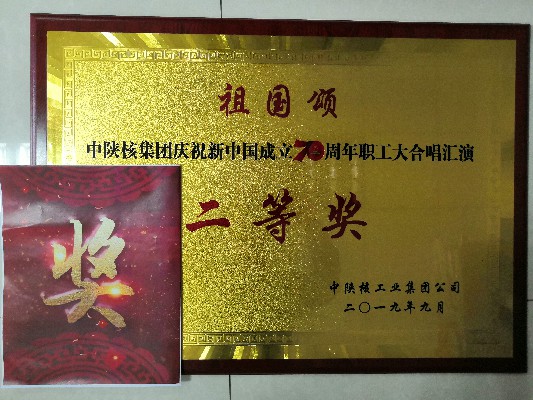 祖国颂
中陕核集团庆祝新中国成立70周年职工大合唱汇演
二等奖
中陕核工业集团公司
二〇一九年九月
奖